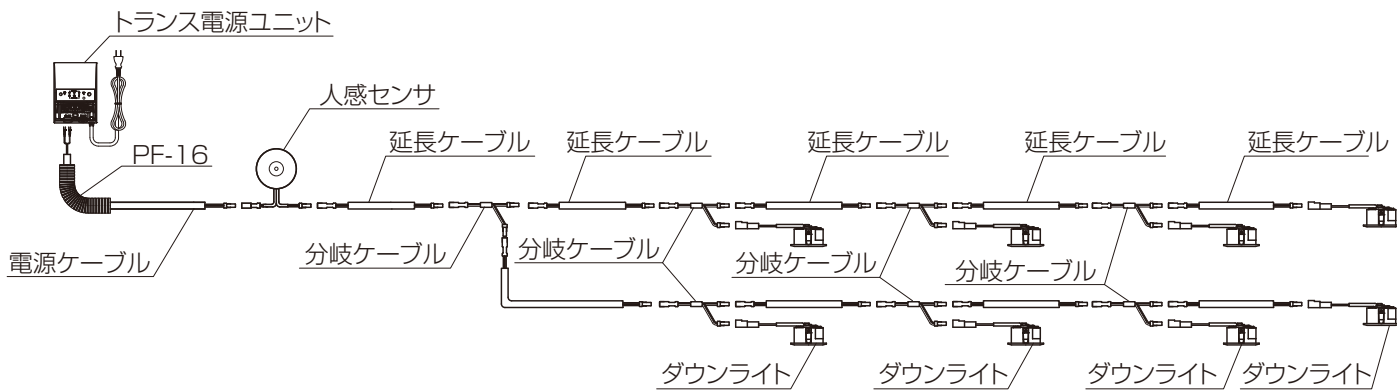 トランス電源ユニット
人感センサ
PF-16
延長ケーブル
延長ケーブル
延長ケーブル
延長ケーブル
延長ケーブル
電源ケーブル
分岐ケーブル
分岐ケーブル
分岐ケーブル
分岐ケーブル
ダウンライト
ダウンライト
ダウンライト
ダウンライト